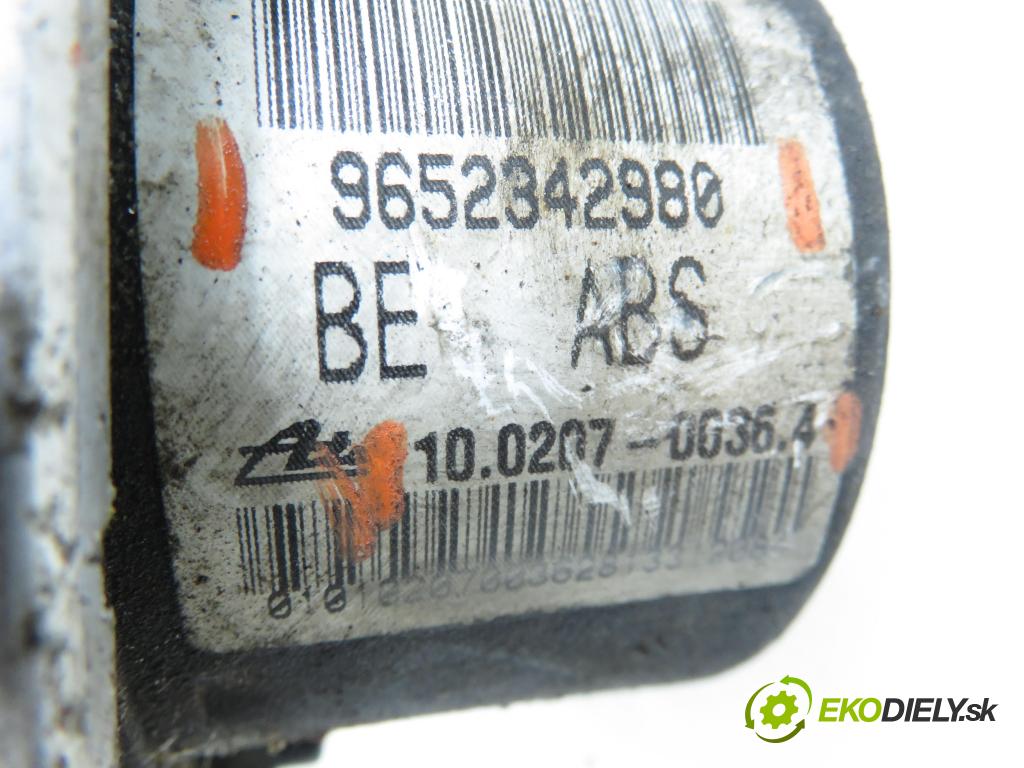 9652342980
BE ABS
10.0207-0036.4
EKODIELY.sk